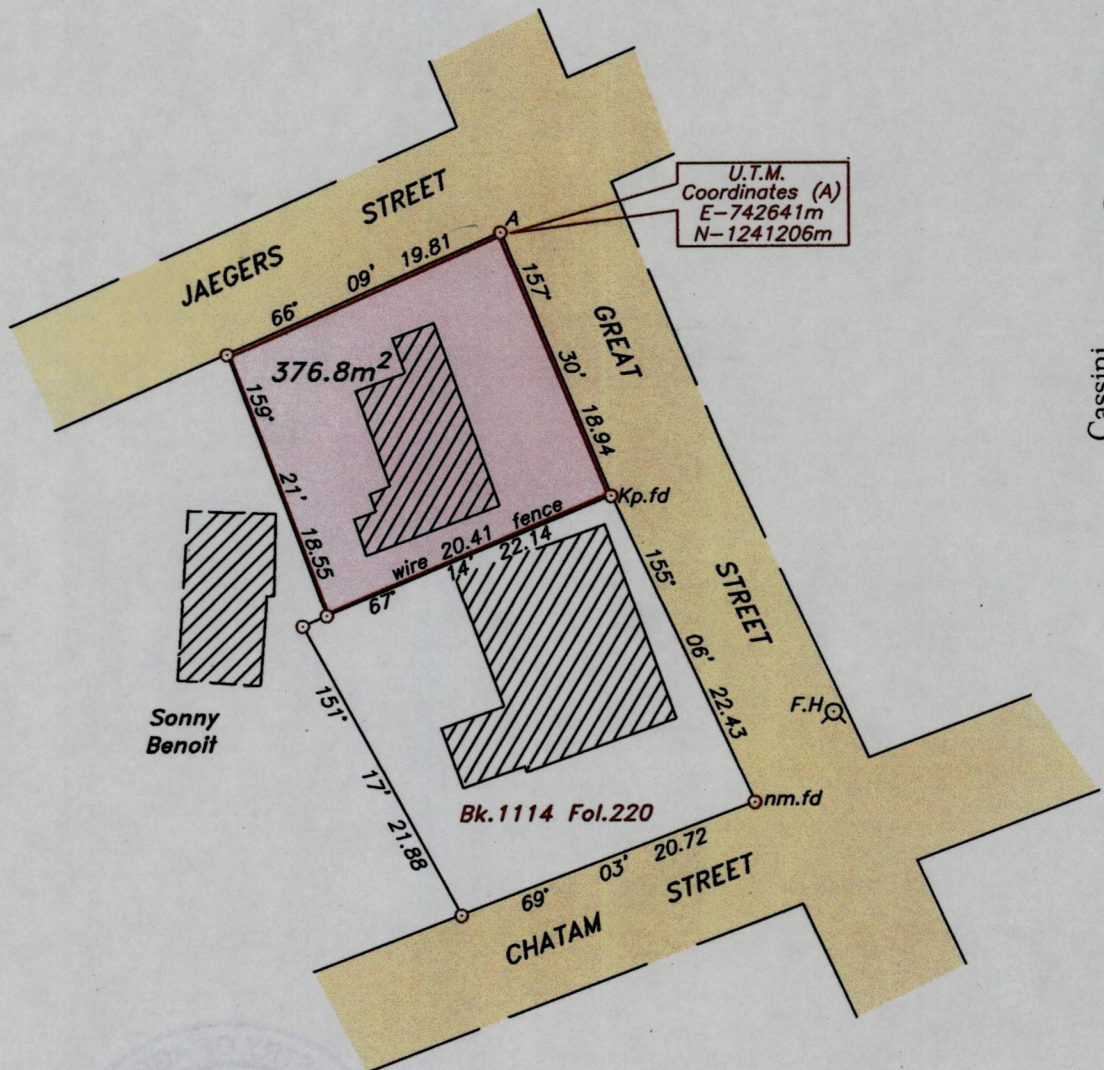 U.T.M.
Coordinates (A)
E-742641m
N-1241206m
JAEGERS STREET
A
66° 09' 19.81
157° 30' 18.94
GREAT STREET
Cassini
376.8m²
159° 21' 18.55
Kp.fd
wire fence
20.41
67° 14' 22.14
155° 06' 22.43
F.H
Sonny
Benoit
151° 17' 21.88
nm.fd
Bk.1114 Fol.220
69° 03' 20.72
CHATAM STREET